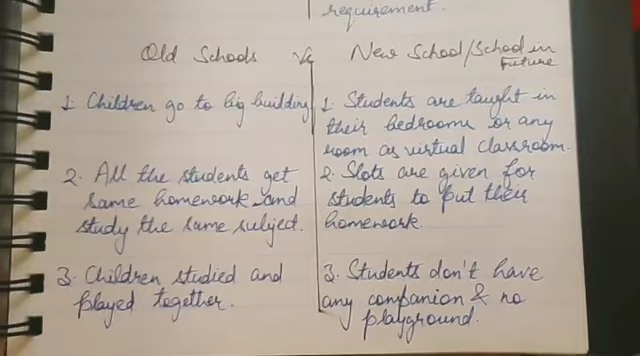 requirement.
Old Schools Vs New School/School in
future
1. Children go to big building
2. All the students get
same homework and
study the same subject.
3. Children studied and
played together.
1. Students are taught in
their bedrooms or any
room as virtual classroom.
2. Slots are given for
students to put their
homework.
3. Students don't have
any companion & no
playground.